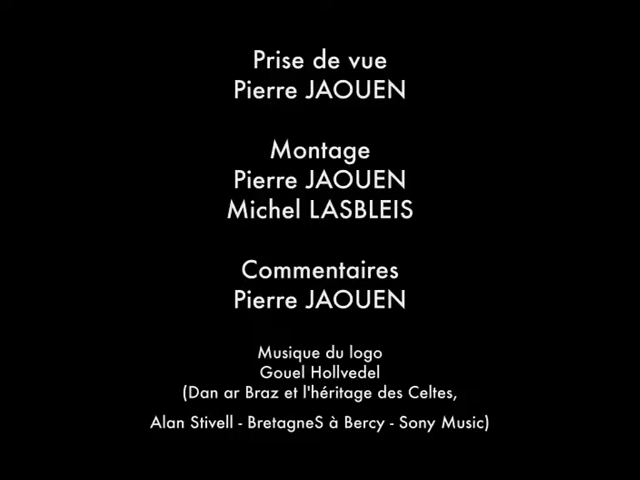 Prise de vue
Pierre JAOUEN
Montage
Pierre JAOUEN
Michel LASBLEIS
Commentaires
Pierre JAOUEN
Musique du logo
Gouel Hollvedel
(Dan ar Braz et l'héritage des Celtes,
Alan Stivell - BretagneS à Bercy - Sony Music)